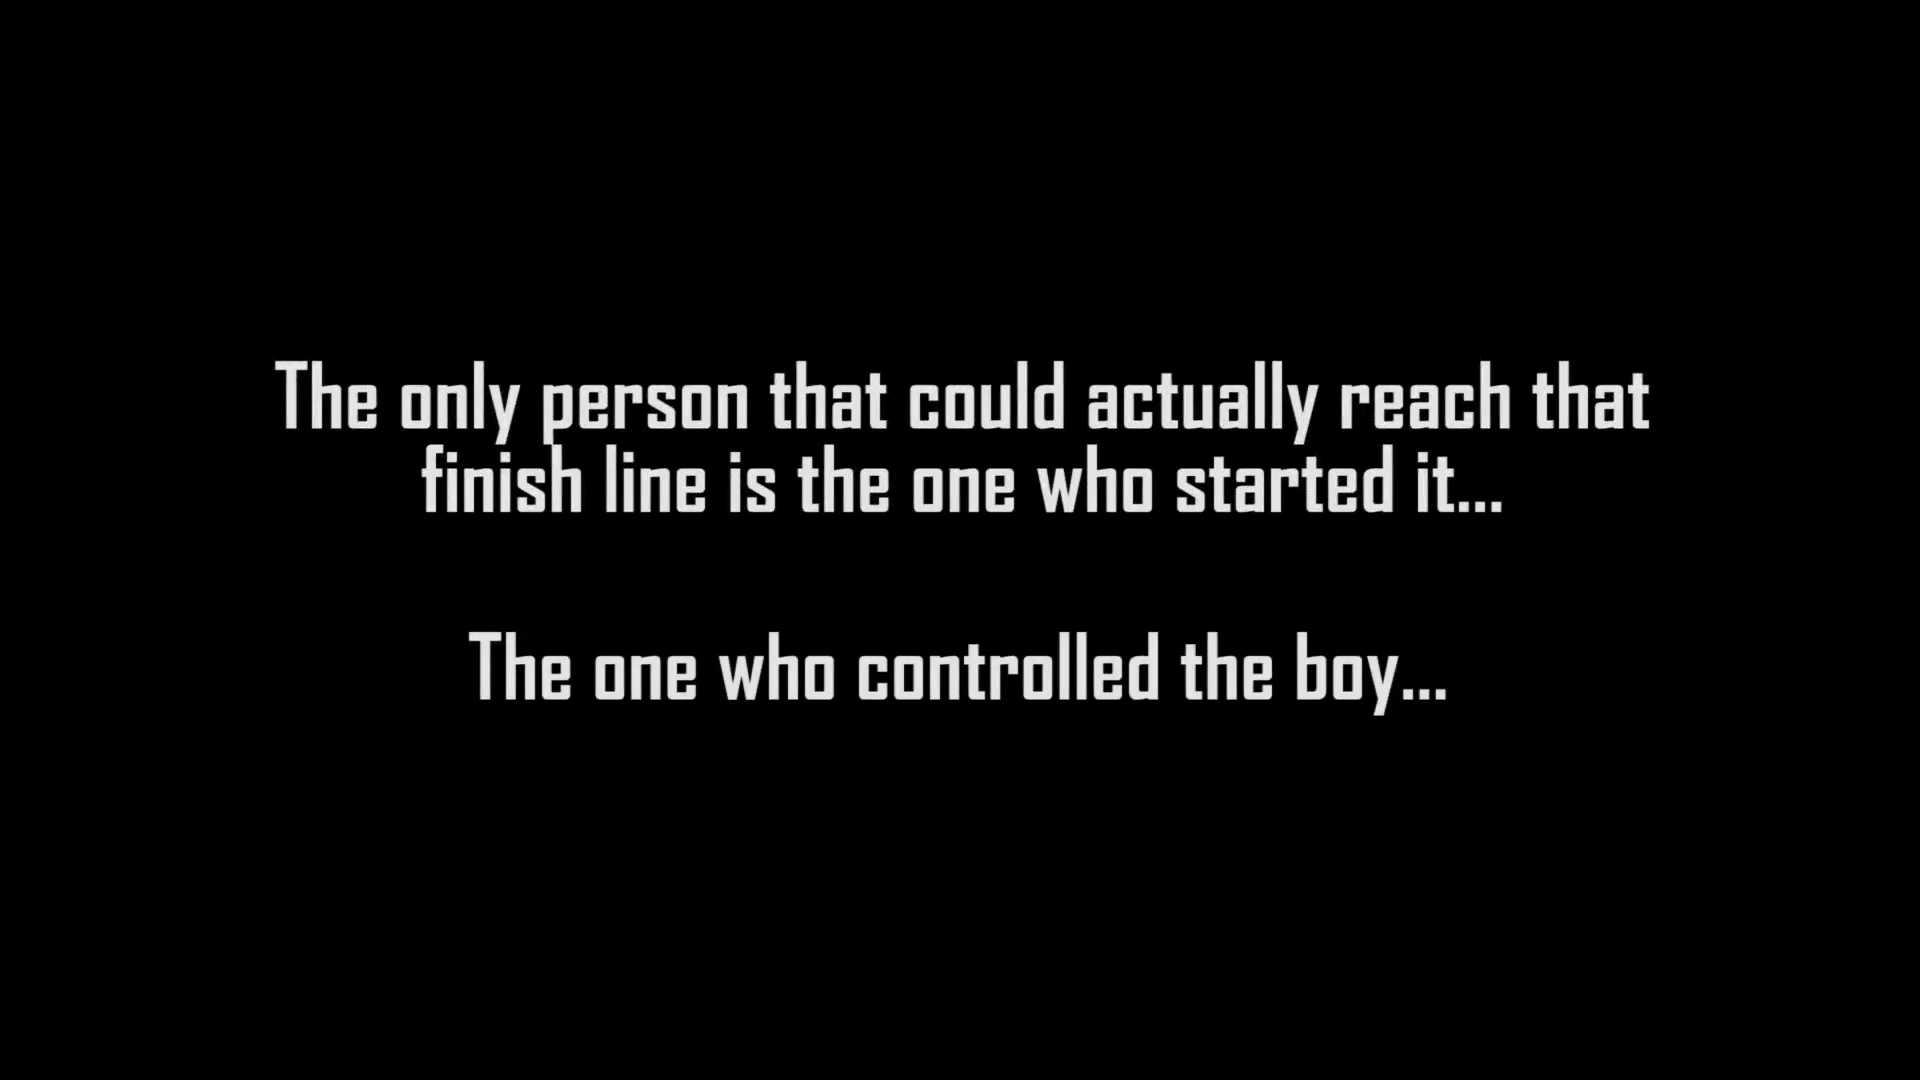 The only person that could actually reach that
finish line is the one who started it...
The one who controlled the boy...